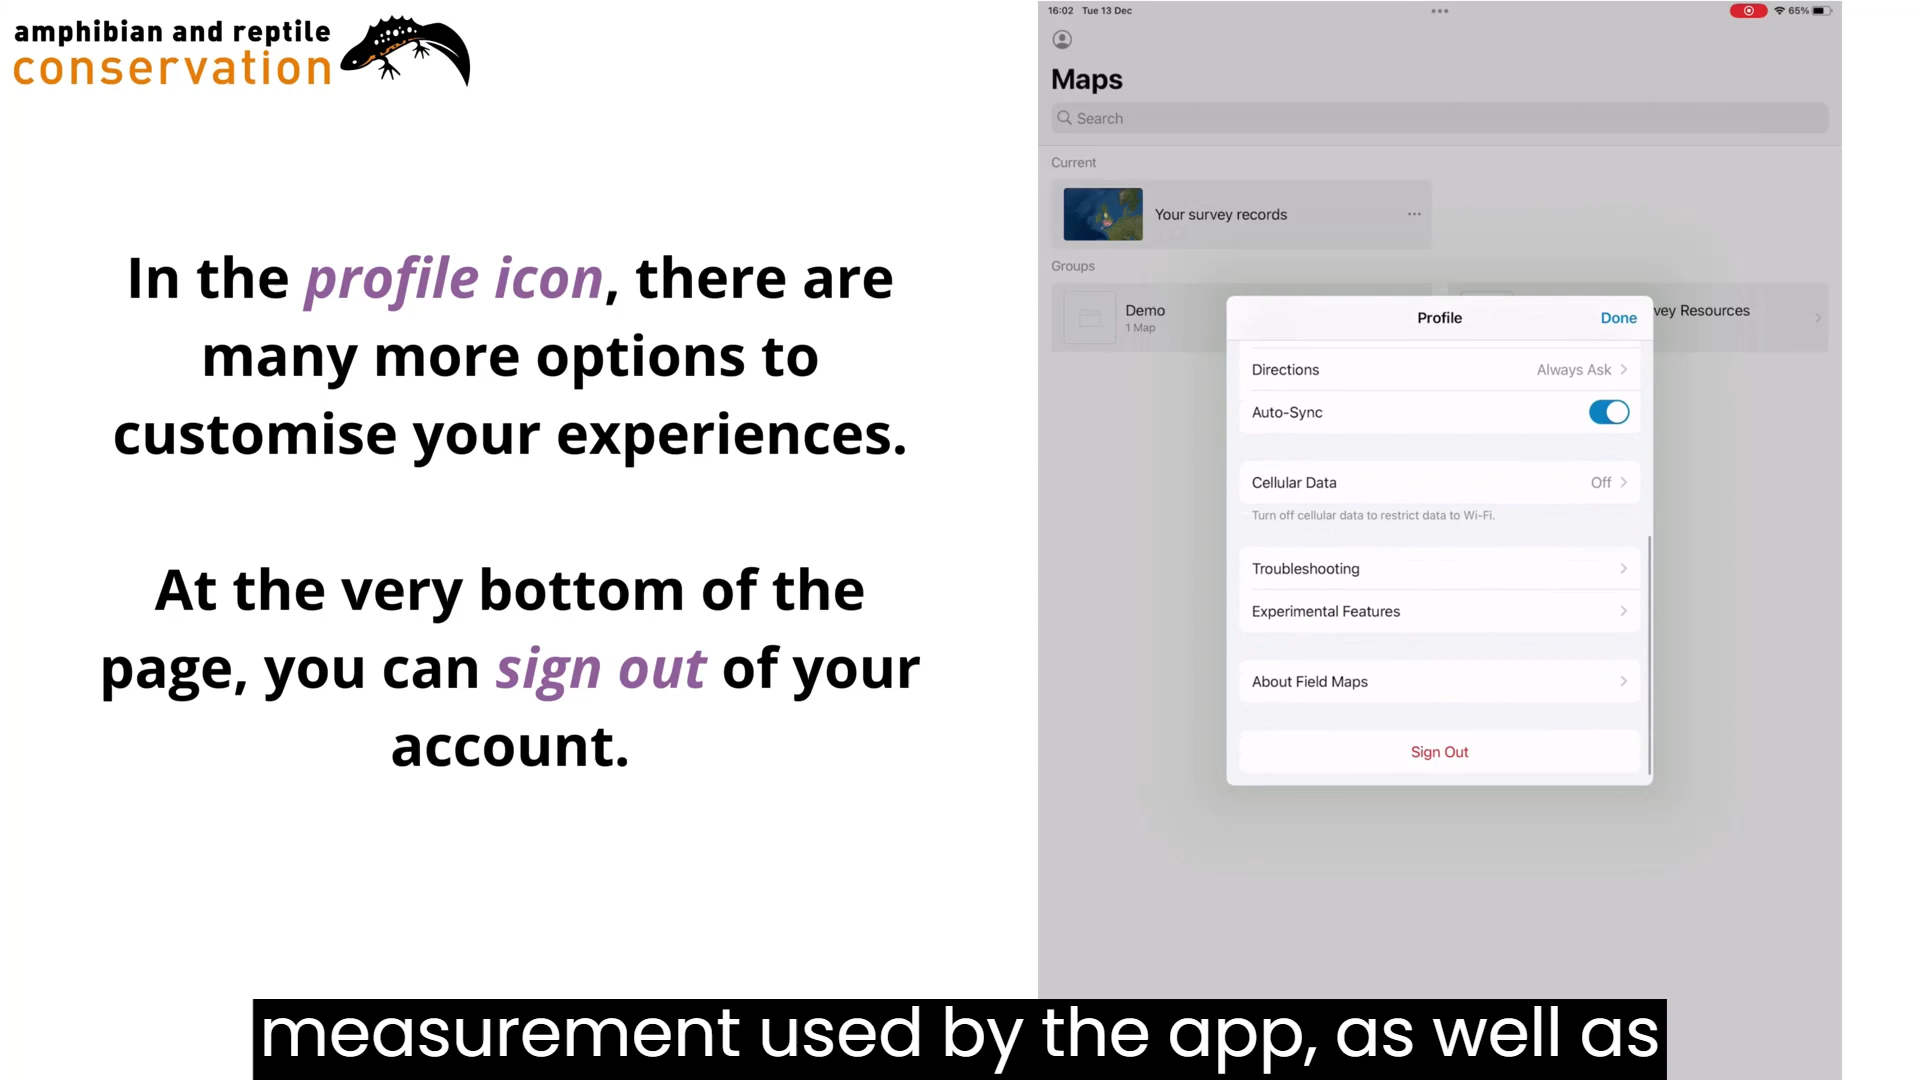 amphibian and reptile
conservation
In the profile icon, there are
many more options to
customise your experiences.
At the very bottom of the
page, you can sign out of your
account.
16:02 Tue 13 Dec
65%
Maps
Search
Current
Your survey records
Groups
Demo
1 Map
vey Resources
Profile
Done
Directions
Always Ask
Auto-Sync
Cellular Data
Off
Turn off cellular data to restrict data to Wi-Fi.
Troubleshooting
Experimental Features
About Field Maps
Sign Out
measurement used by the app, as well as